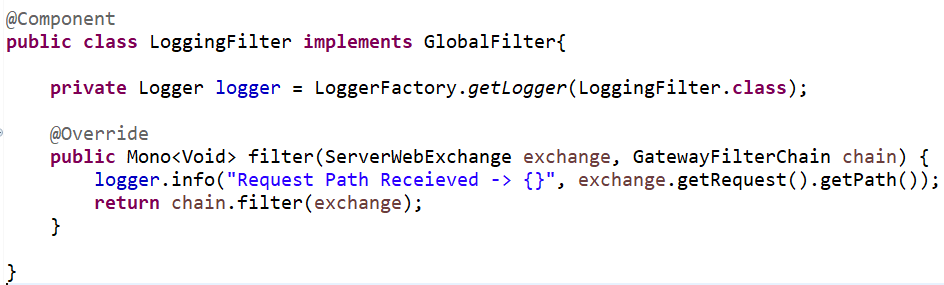 @Component
public class LoggingFilter implements GlobalFilter{
private Logger logger = LoggerFactory.getLogger(LoggingFilter.class);
@Override
public Mono<Void> filter(ServerWebExchange exchange, GatewayFilterChain chain) {
logger.info("Request Path Receieved -> {}", exchange.getRequest().getPath());
return chain.filter(exchange);
}
}